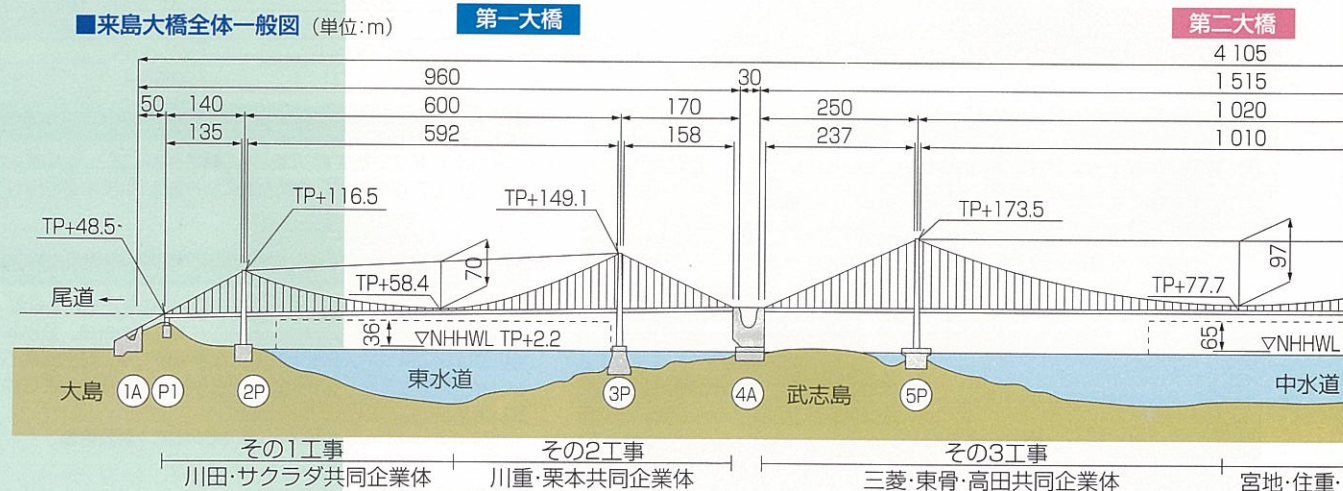 ■来島大橋全体一般図 (単位:m)
第一大橋
第二大橋
4 105
960 30 1 515
50 140 600 170 250 1 020
135 592 158 237 1 010
TP+48.5
TP+116.5
TP+149.1
TP+173.5
70
97
TP+58.4
TP+77.7
尾道
36
▽NHHWL TP+2.2
65
▽NHHWL
東水道
中水道
大島 1A P1 2P 3P 4A 武志島 5P
その1工事 その2工事 その3工事
川田・サクラダ共同企業体 川重・栗本共同企業体 三菱・東骨・高田共同企業体 宮地・住重・